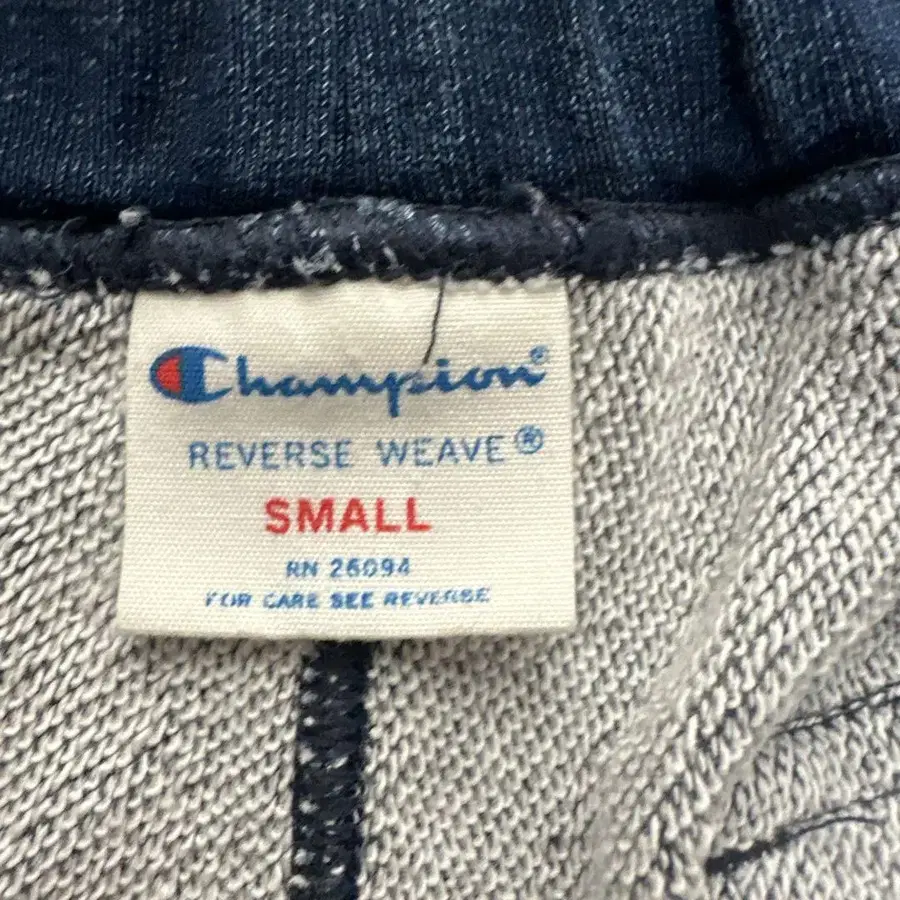 Champion®
REVERSE WEAVE®
SMALL
RN 26094
FOR CARE SEE REVERSE